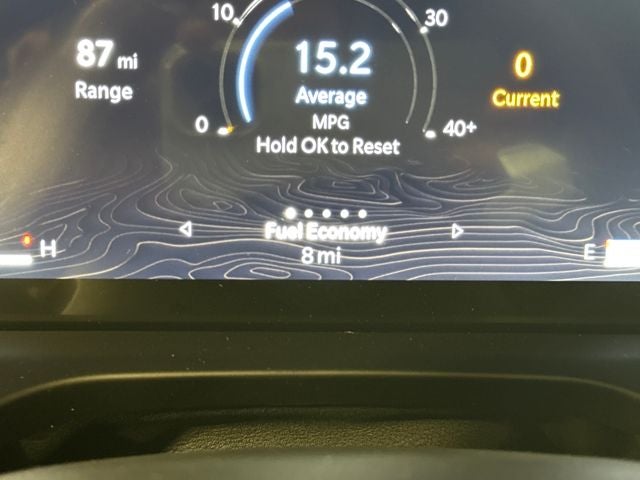 10
30
87 mi
Range
15.2
Average
MPG
Hold OK to Reset
0
Current
0
40+
Fuel Economy
8 mi
H
E